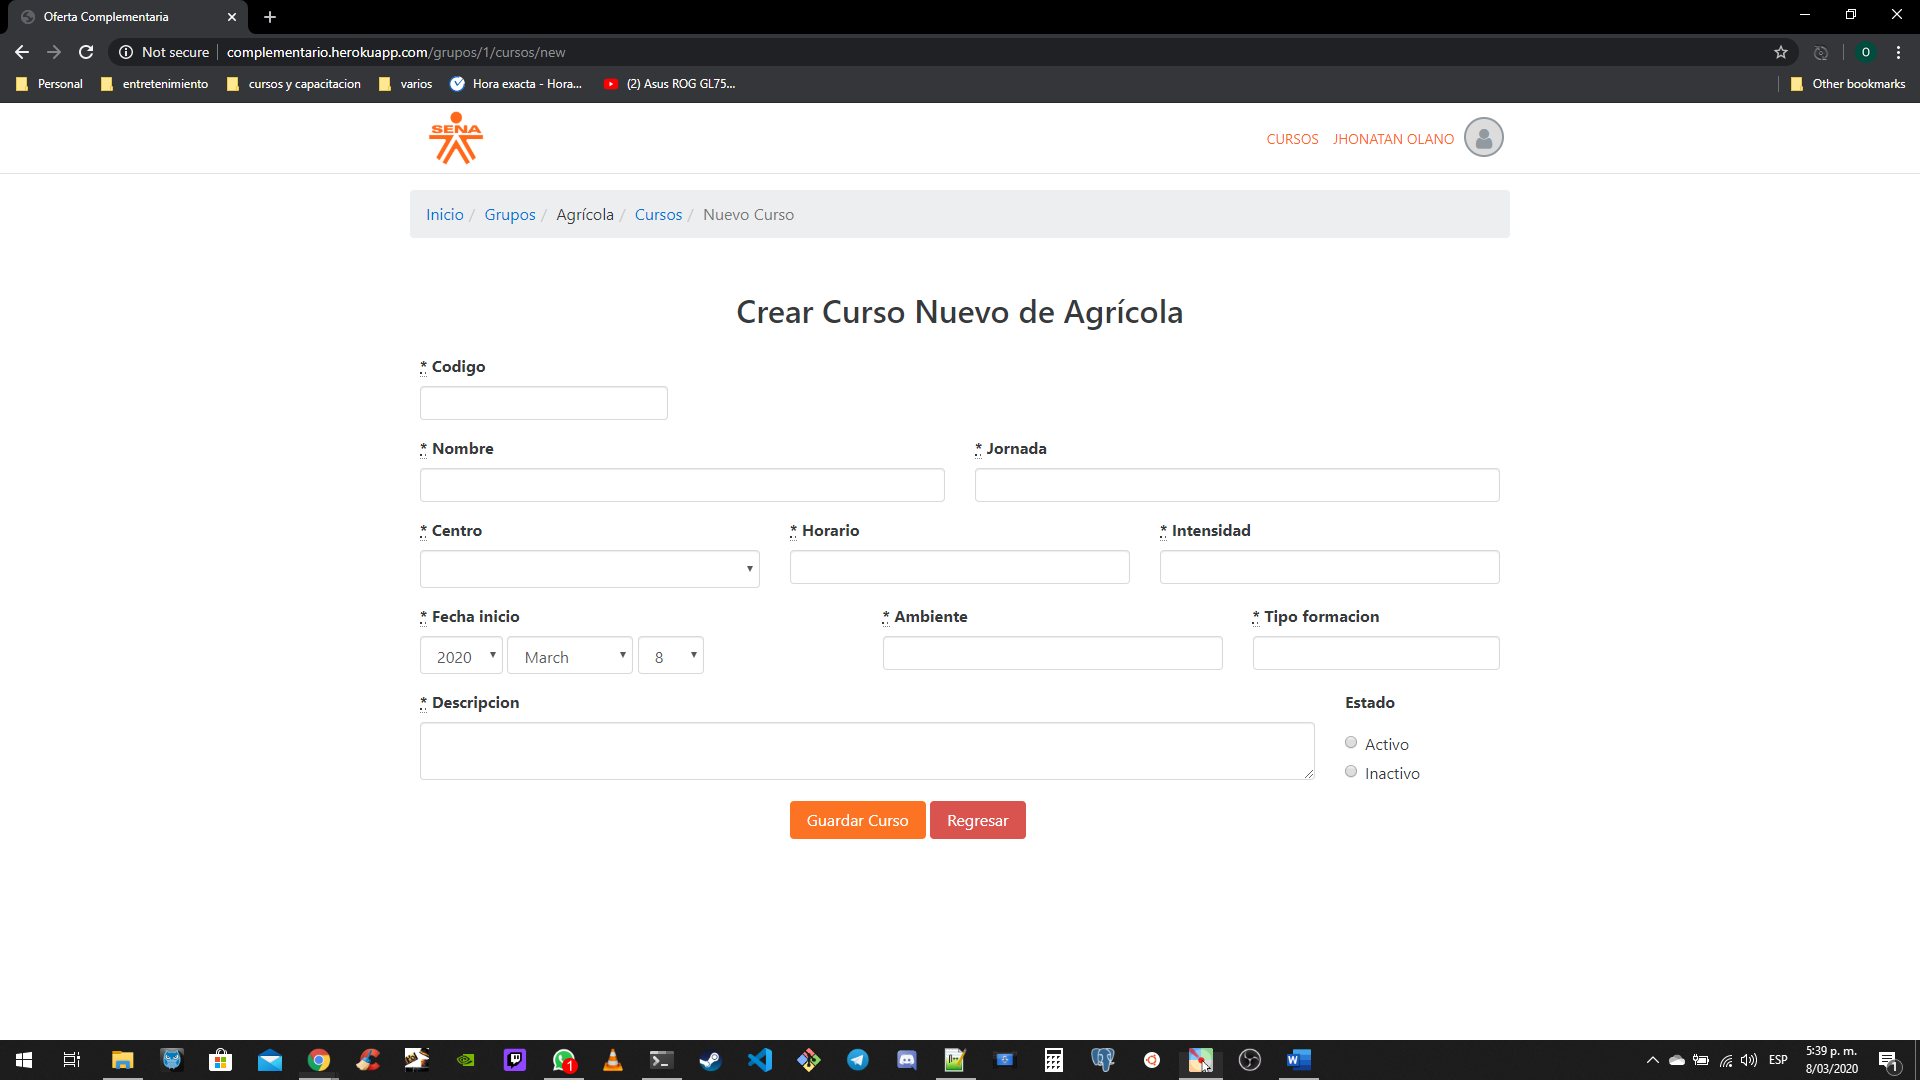 Oferta Complementaria
Not secure
complementario.herokuapp.com/grupos/1/cursos/new
O
Personal
entretenimiento
cursos y capacitacion
varios
Hora exacta - Hora...
(2) Asus ROG GL75...
Other bookmarks
SENA
CURSOS
JHONATAN OLANO
Inicio / Grupos / Agrícola / Cursos / Nuevo Curso
Crear Curso Nuevo de Agrícola
* Codigo
* Nombre
* Jornada
* Centro
* Horario
* Intensidad
* Fecha inicio
* Ambiente
* Tipo formacion
2020
March
8
* Descripcion
Estado
Activo
Inactivo
Guardar Curso
Regresar
1
ESP
5:39 p. m.
8/03/2020
1